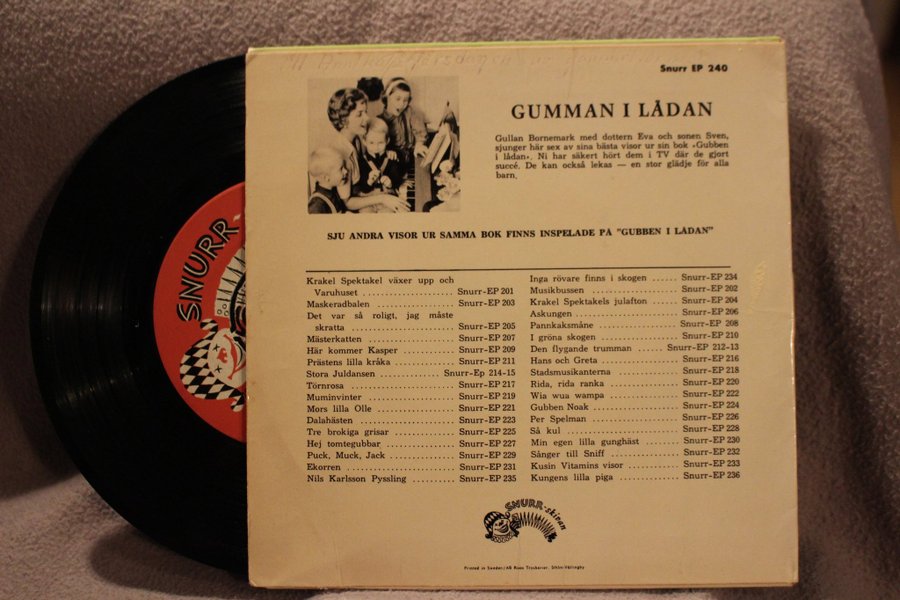 Snurr EP 240
GUMMAN I LÅDAN
Gullan Bornemark med dottern Eva och sonen Sven,
sjunger här sex av sina bästa visor ur sin bok «Gubben
i lådan». Ni har säkert hört dem i TV där de gjort
succé. De kan också lekas — en stor glädje för alla
barn.
SJU ANDRA VISOR UR SAMMA BOK FINNS INSPELADE PÅ "GUBBEN I LÅDAN"
Krakel Spektakel växer upp och
Varuhuset .................. Snurr-EP 201
Maskeradbalen .................. Snurr-EP 203
Det var så roligt, jag måste
skratta .................. Snurr-EP 205
Mästerkatten .................. Snurr-EP 207
Här kommer Kasper .......... Snurr-EP 209
Prästens lilla kråka .......... Snurr-EP 211
Stora Juldansen .......... Snurr-Ep 214-15
Törnrosa .................. Snurr-EP 217
Muminvinter .................. Snurr-EP 219
Mors lilla Olle .................. Snurr-EP 221
Dalahästen .................. Snurr-EP 223
Tre brokiga grisar .......... Snurr-EP 225
Hej tomtegubbar .......... Snurr-EP 227
Puck, Muck, Jack .......... Snurr-EP 229
Ekorren .................. Snurr-EP 231
Nils Karlsson Pyssling .......... Snurr-EP 235
Inga rövare finns i skogen ...... Snurr-EP 234
Musikbussen .......... Snurr-EP 202
Krakel Spektakels julafton ...... Snurr-EP 204
Askungen .................. Snurr-EP 206
Pannkaksmåne .......... Snurr-EP 208
I gröna skogen .......... Snurr-EP 210
Den flygande trumman ...... Snurr-EP 212-13
Hans och Greta .......... Snurr-EP 216
Stadsmusikanterna .......... Snurr-EP 218
Rida, rida ranka .......... Snurr-EP 220
Wia wua wampa .......... Snurr-EP 222
Gubben Noak .......... Snurr-EP 224
Per Spelman .......... Snurr-EP 226
Så kul .................. Snurr-EP 228
Min egen lilla gunghäst ...... Snurr-EP 230
Sånger till Sniff .......... Snurr-EP 232
Kusin Vitamins visor .......... Snurr-EP 233
Kungens lilla piga .......... Snurr-EP 236
SNURR-skivan
Printed in Sweden/AB Roos Tryckerier, Sthlm-Vällingby
SNURR-